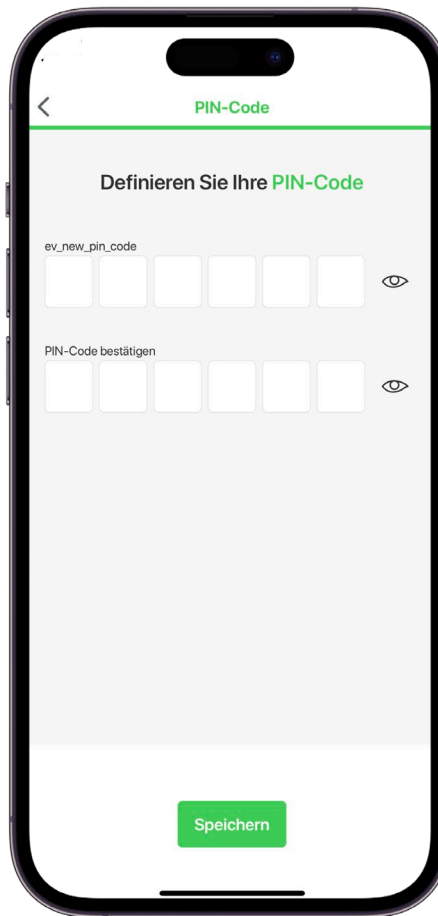 PIN-Code
Definieren Sie Ihre PIN-Code
ev_new_pin_code
PIN-Code bestätigen
Speichern